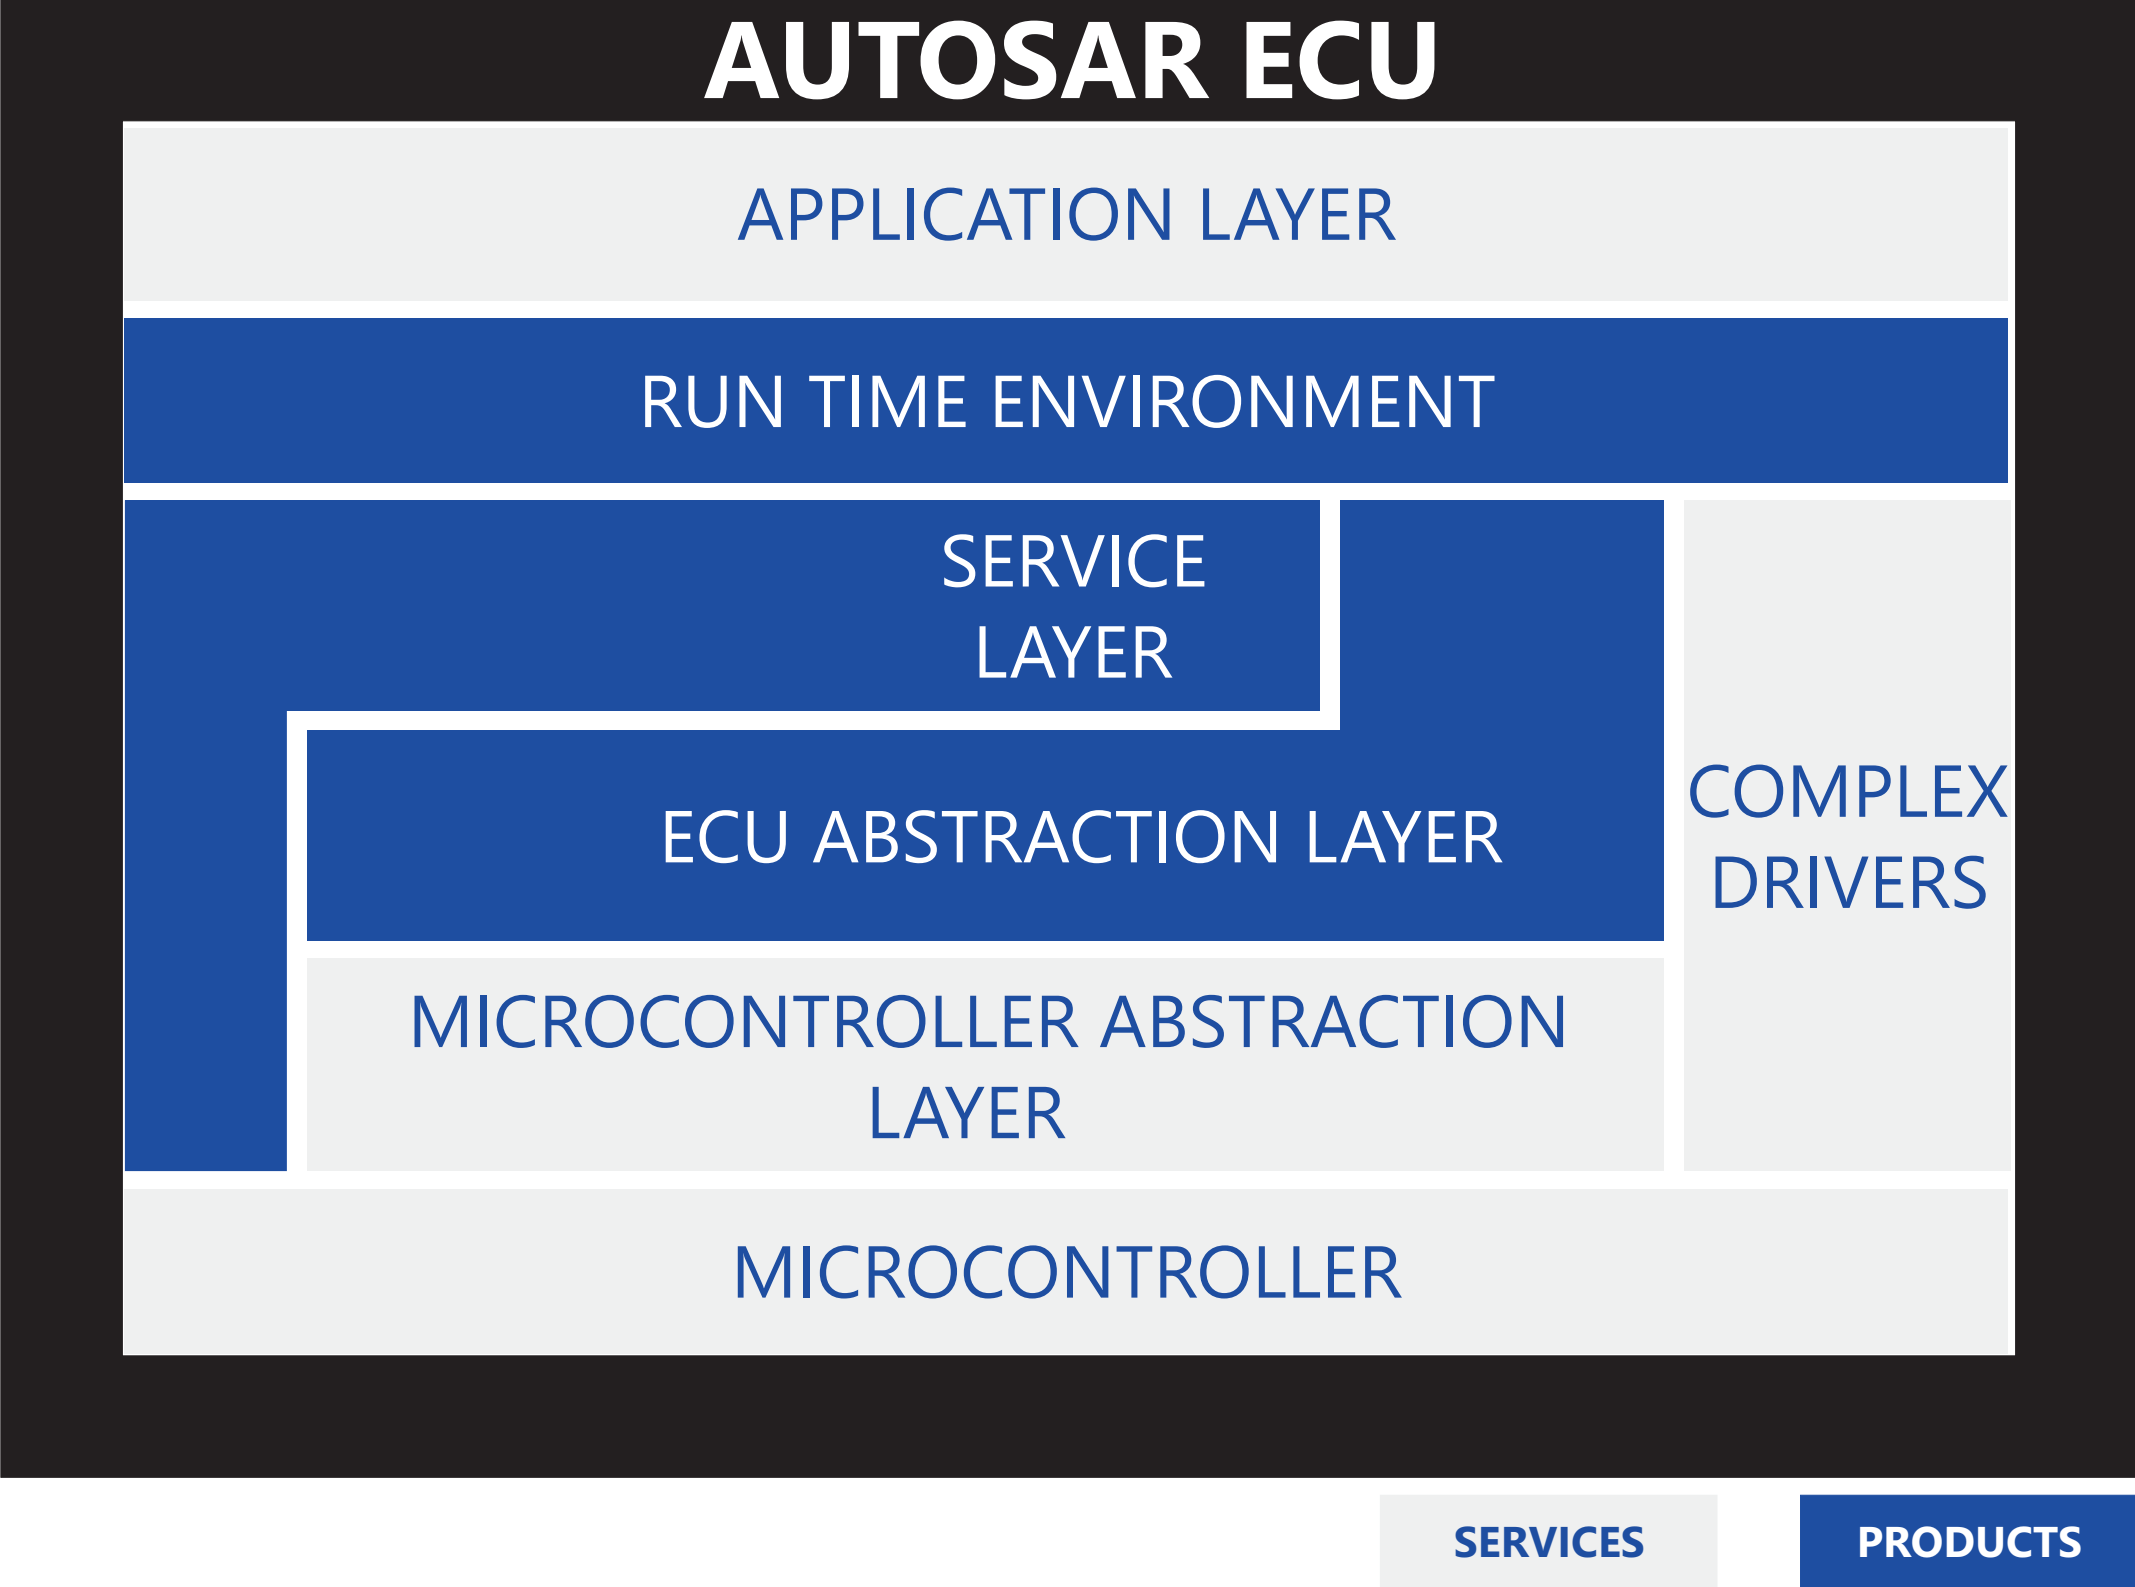 AUTOSAR ECU
APPLICATION LAYER
RUN TIME ENVIRONMENT
SERVICE
LAYER
ECU ABSTRACTION LAYER
COMPLEX
DRIVERS
MICROCONTROLLER ABSTRACTION
LAYER
MICROCONTROLLER
SERVICES
PRODUCTS